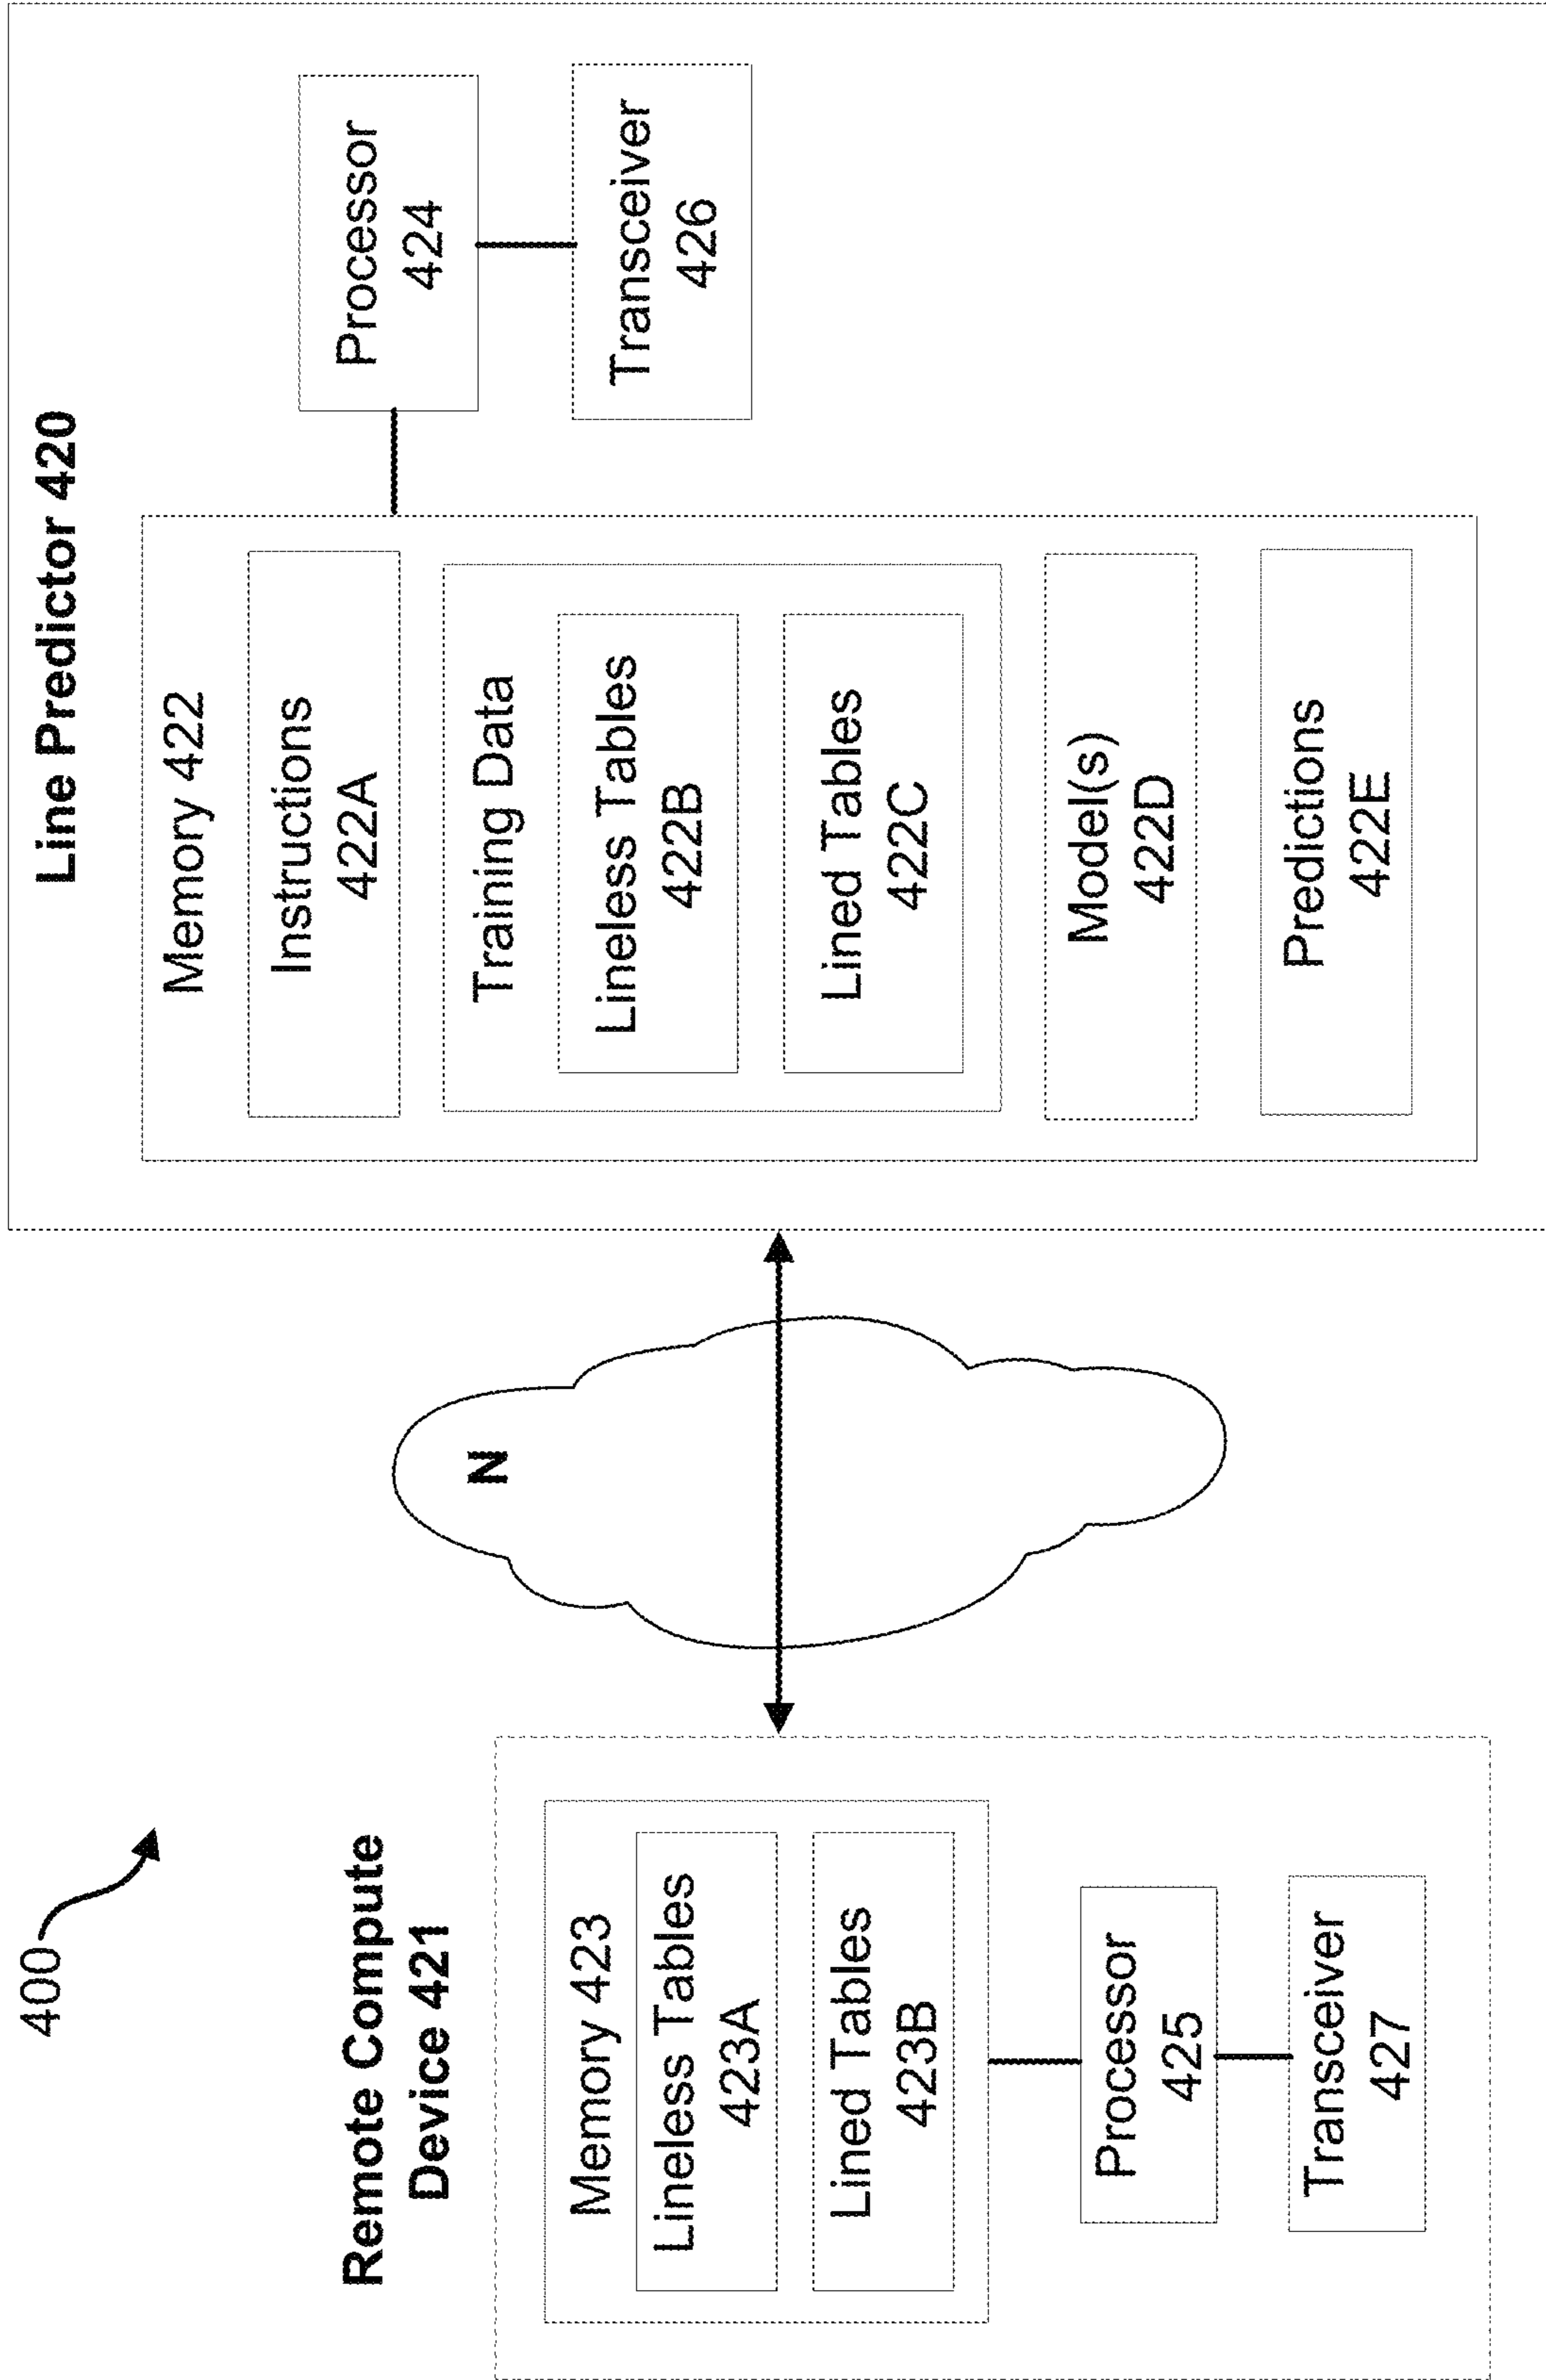 400
Remote Compute
Device 421
Memory 423
Lineless Tables
423A
Lined Tables
423B
Processor
425
Transceiver
427
N
Line Predictor 420
Memory 422
Instructions
422A
Training Data
Lineless Tables
422B
Lined Tables
422C
Model(s)
422D
Predictions
422E
Processor
424
Transceiver
426